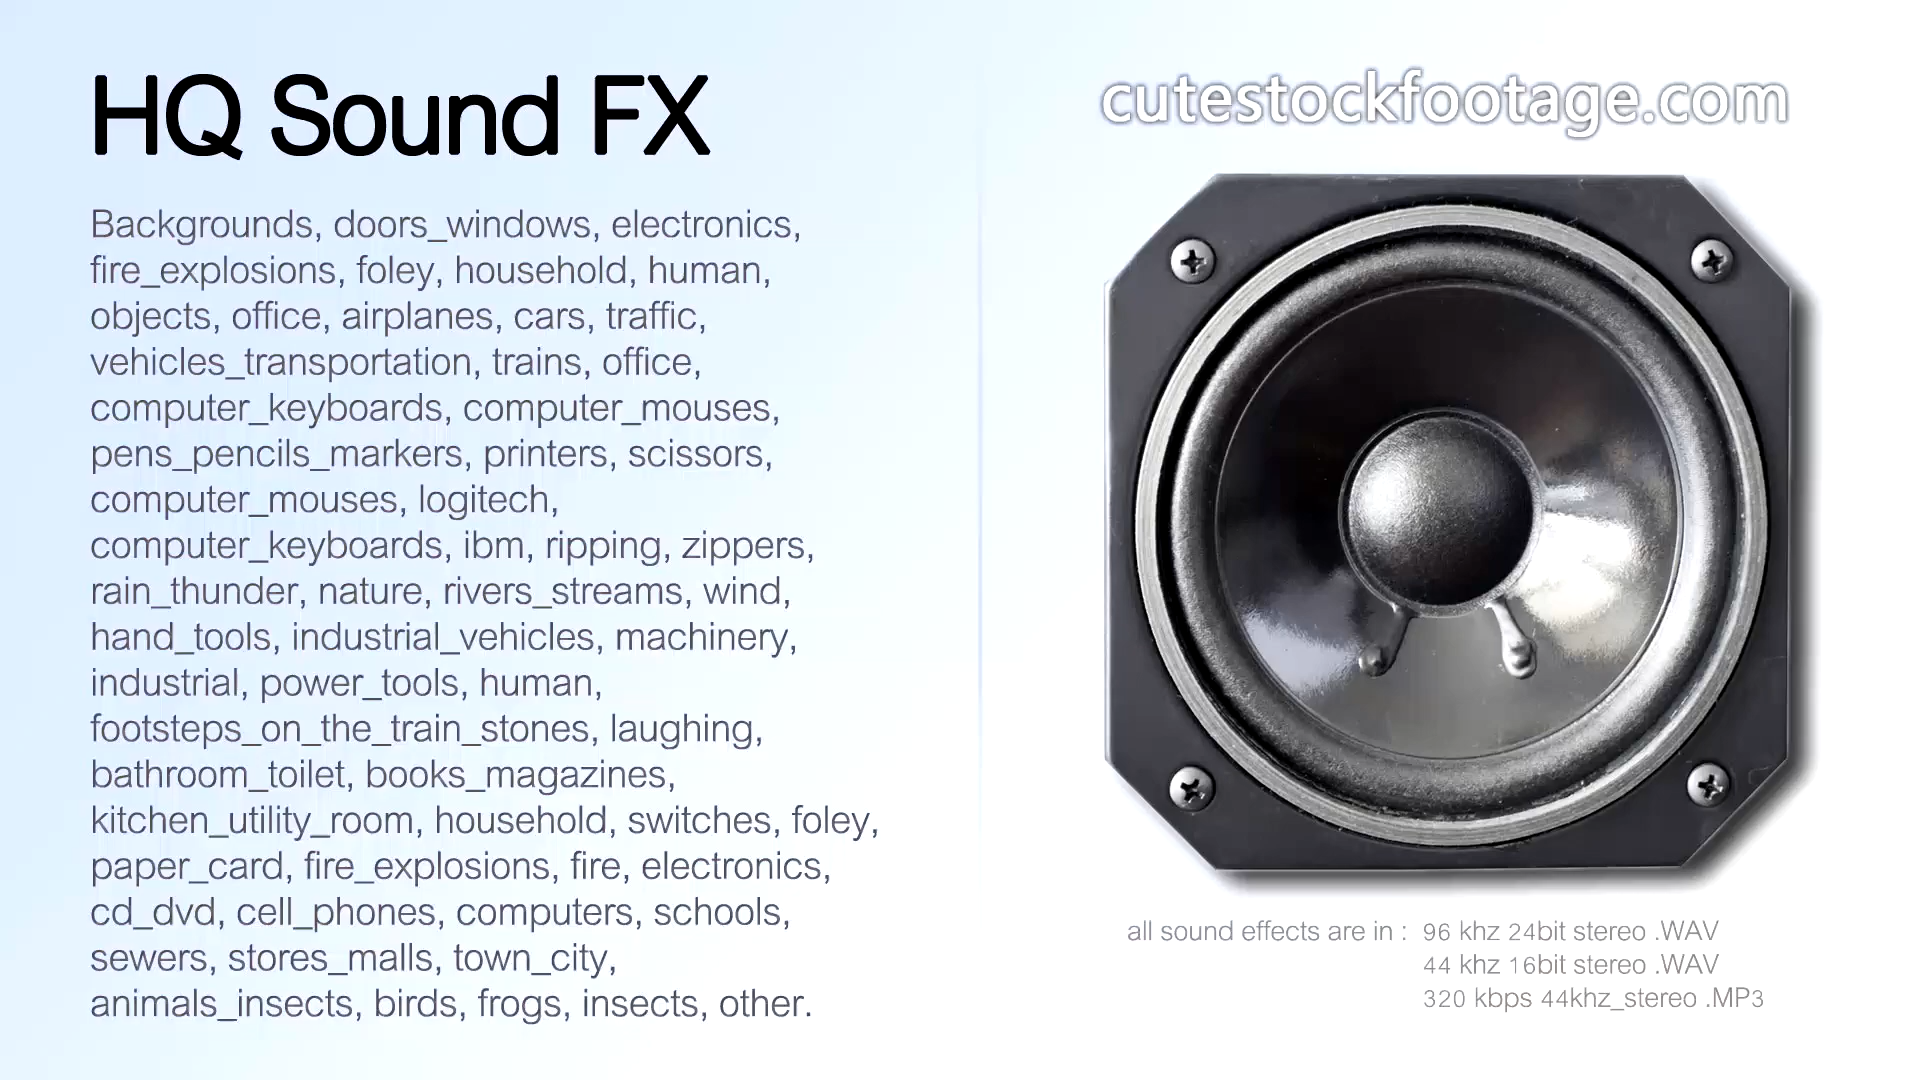 HQ Sound FX
cutestockfootage.com
Backgrounds, doors_windows, electronics,
fire_explosions, foley, household, human,
objects, office, airplanes, cars, traffic,
vehicles_transportation, trains, office,
computer_keyboards, computer_mouses,
pens_pencils_markers, printers, scissors,
computer_mouses, logitech,
computer_keyboards, ibm, ripping, zippers,
rain_thunder, nature, rivers_streams, wind,
hand_tools, industrial_vehicles, machinery,
industrial, power_tools, human,
footsteps_on_the_train_stones, laughing,
bathroom_toilet, books_magazines,
kitchen_utility_room, household, switches, foley,
paper_card, fire_explosions, fire, electronics,
cd_dvd, cell_phones, computers, schools,
sewers, stores_malls, town_city,
animals_insects, birds, frogs, insects, other.
all sound effects are in : 96 khz 24bit stereo .WAV
44 khz 16bit stereo .WAV
320 kbps 44khz_stereo .MP3